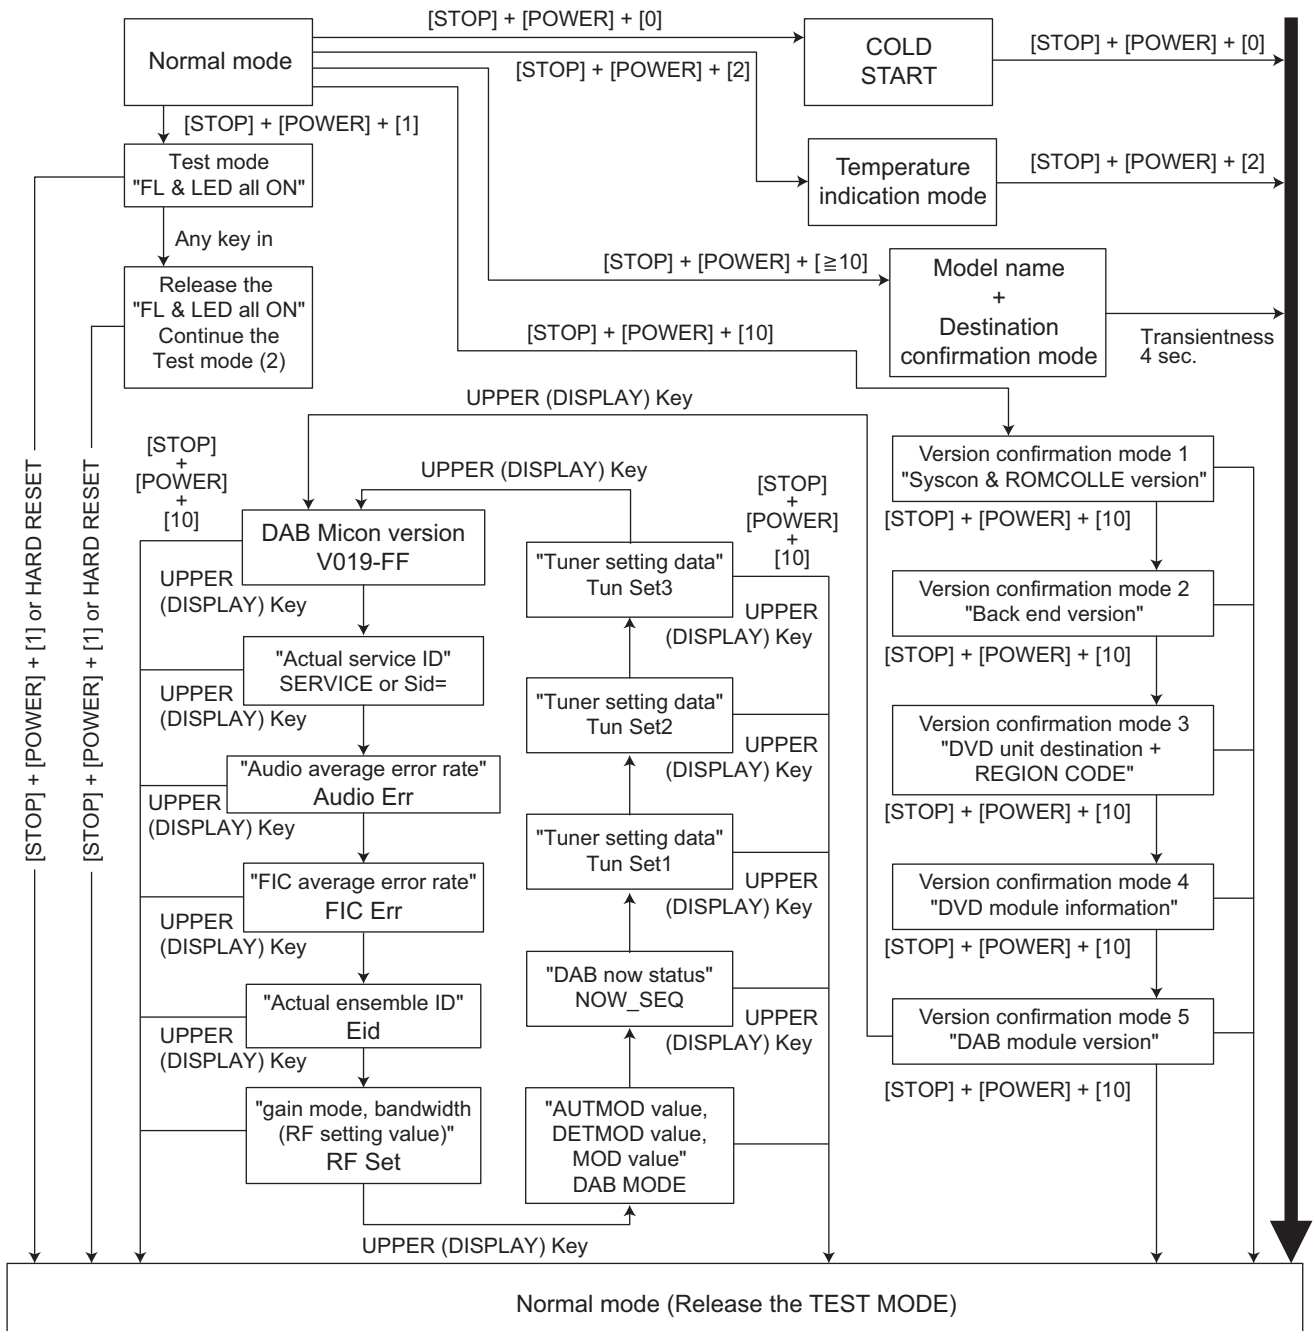 [STOP] + [POWER] + [0]
Normal mode
COLD
START
[STOP] + [POWER] + [0]
[STOP] + [POWER] + [2]
[STOP] + [POWER] + [1]
Test mode
"FL & LED all ON"
Temperature
indication mode
[STOP] + [POWER] + [2]
Any key in
Release the
"FL & LED all ON"
Continue the
Test mode (2)
[STOP] + [POWER] + [≧10]
Model name
+
Destination
confirmation mode
Transientness
4 sec.
[STOP] + [POWER] + [10]
UPPER (DISPLAY) Key
[STOP] + [POWER] + [1] or HARD RESET
[STOP] + [POWER] + [1] or HARD RESET
[STOP]
+
[POWER]
+
[10]
UPPER (DISPLAY) Key
[STOP]
+
[POWER]
+
[10]
DAB Micon version
V019-FF
UPPER
(DISPLAY) Key
"Actual service ID"
SERVICE or Sid=
UPPER
(DISPLAY) Key
"Audio average error rate"
Audio Err
UPPER
(DISPLAY) Key
"FIC average error rate"
FIC Err
UPPER
(DISPLAY) Key
"Actual ensemble ID"
Eid
UPPER
(DISPLAY) Key
"gain mode, bandwidth
(RF setting value)"
RF Set
UPPER (DISPLAY) Key
"Tuner setting data"
Tun Set3
UPPER
(DISPLAY) Key
"Tuner setting data"
Tun Set2
UPPER
(DISPLAY) Key
"Tuner setting data"
Tun Set1
UPPER
(DISPLAY) Key
"DAB now status"
NOW_SEQ
UPPER
(DISPLAY) Key
"AUTMOD value,
DETMOD value,
MOD value"
DAB MODE
Version confirmation mode 1
"Syscon & ROMCOLLE version"
[STOP] + [POWER] + [10]
Version confirmation mode 2
"Back end version"
[STOP] + [POWER] + [10]
Version confirmation mode 3
"DVD unit destination +
REGION CODE"
[STOP] + [POWER] + [10]
Version confirmation mode 4
"DVD module information"
[STOP] + [POWER] + [10]
Version confirmation mode 5
"DAB module version"
[STOP] + [POWER] + [10]
Normal mode (Release the TEST MODE)